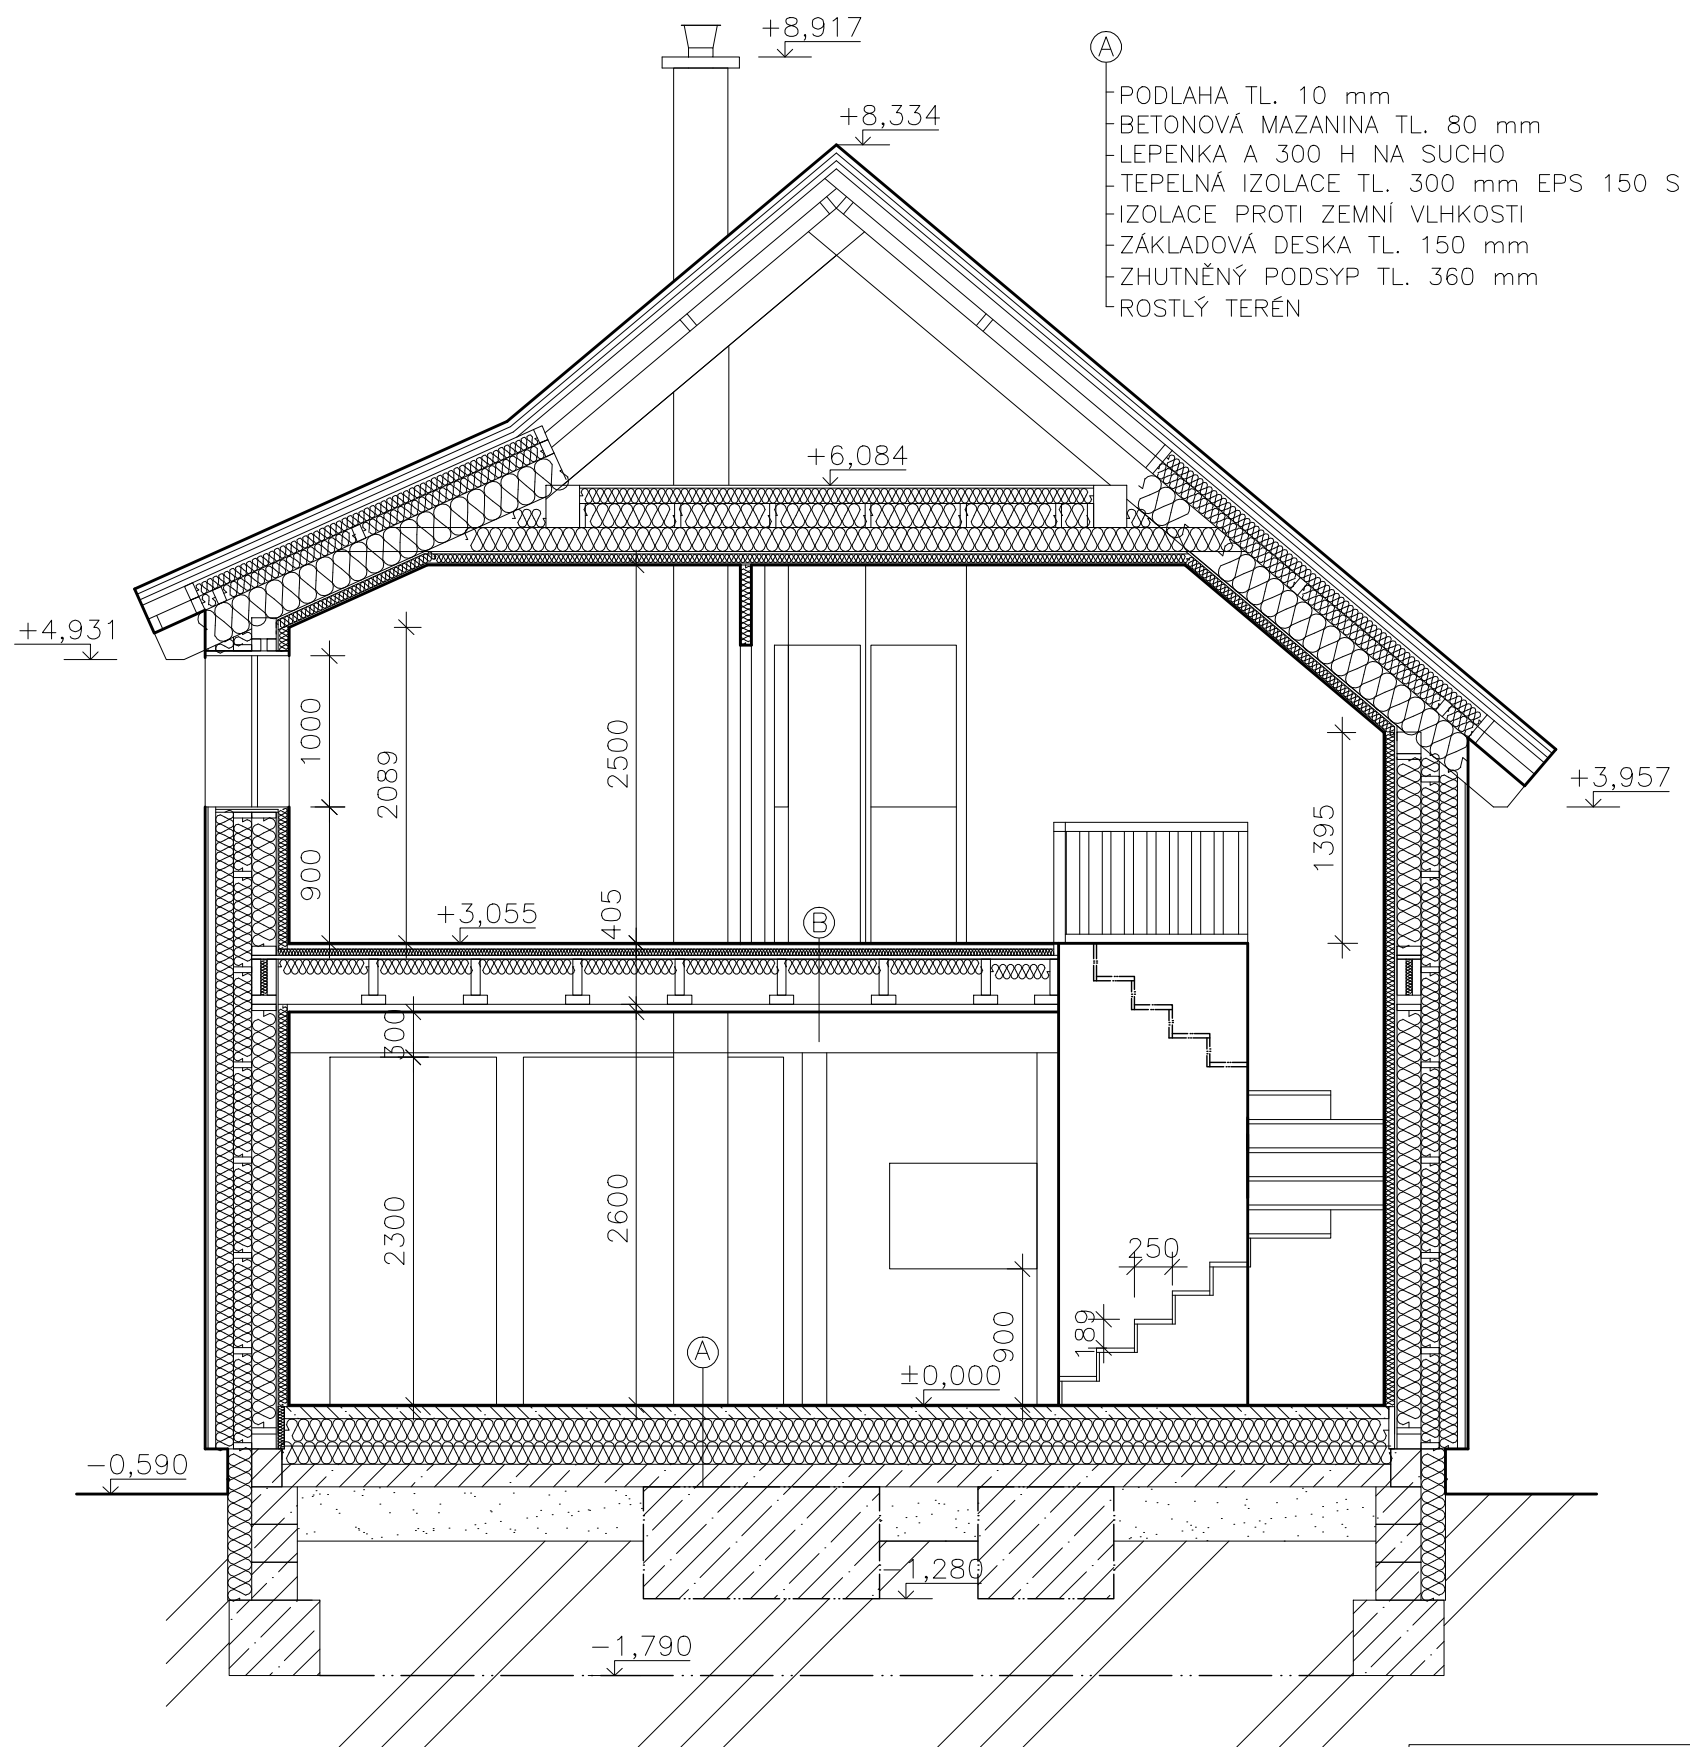 +8,917
A
PODLAHA TL. 10 mm
BETONOVÁ MAZANINA TL. 80 mm
LEPENKA A 300 H NA SUCHO
TEPELNÁ IZOLACE TL. 300 mm EPS 150 S
IZOLACE PROTI ZEMNÍ VLHKOSTI
ZÁKLADOVÁ DESKA TL. 150 mm
ZHUTNĚNÝ PODSYP TL. 360 mm
ROSTLÝ TERÉN
+8,334
+6,084
+4,931
+3,957
1000
2089
2500
1395
900
405
+3,055
B
300
2300
2600
250
189
900
A
±0,000
−0,590
−1,280
−1,790